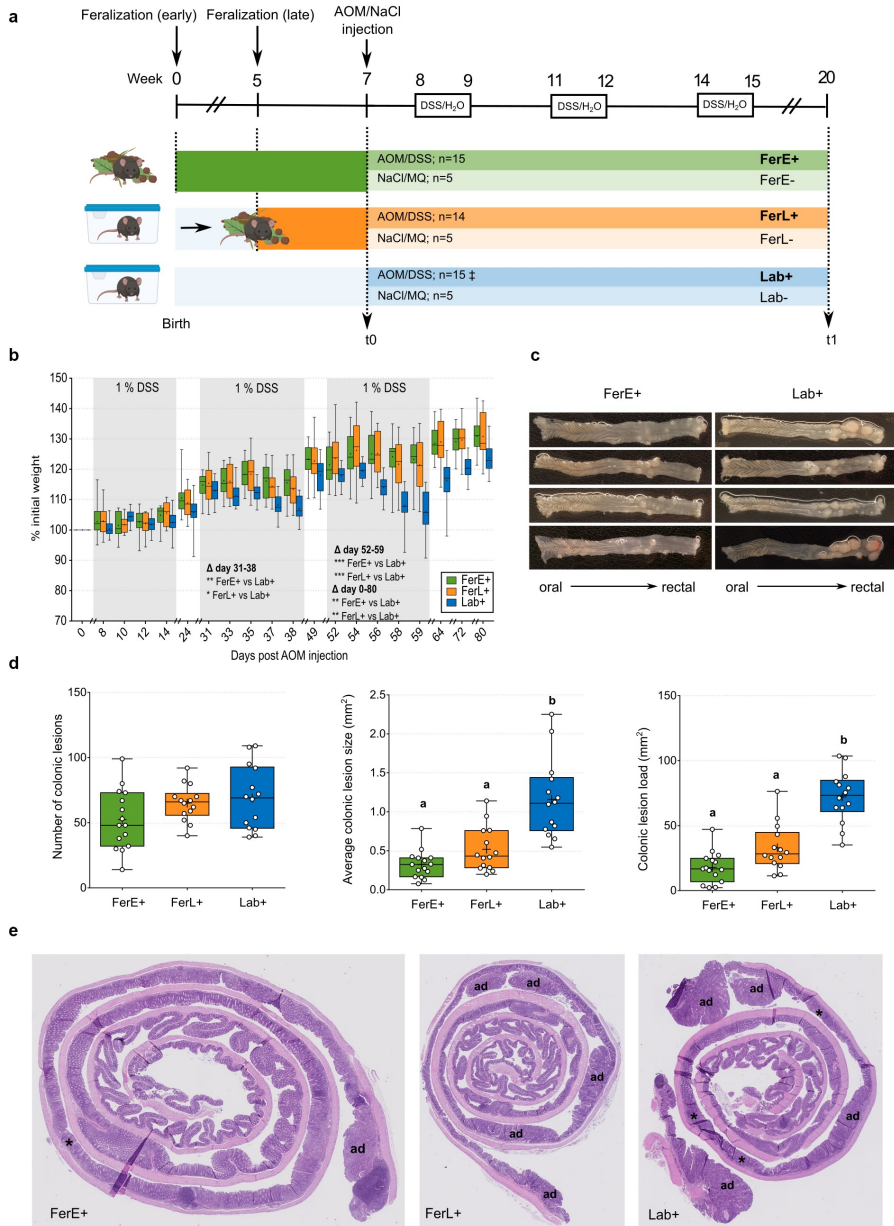 a
Feralization (early)
Feralization (late)
AOM/NaCl
injection
Week
0
5
7
8
9
11
12
14
15
20
DSS/H₂O
DSS/H₂O
DSS/H₂O
AOM/DSS; n=15
FerE+
NaCl/MQ; n=5
FerE-
AOM/DSS; n=14
FerL+
NaCl/MQ; n=5
FerL-
AOM/DSS; n=15 ‡
Lab+
NaCl/MQ; n=5
Lab-
Birth
t0
t1
b
% initial weight
150
140
130
120
110
100
90
80
70
1 % DSS
1 % DSS
1 % DSS
Δ day 31-38
** FerE+ vs Lab+
* FerL+ vs Lab+
Δ day 52-59
*** FerE+ vs Lab+
*** FerL+ vs Lab+
Δ day 0-80
** FerE+ vs Lab+
** FerL+ vs Lab+
FerE+
FerL+
Lab+
0 8 10 12 14 24 31 33 35 37 38 49 52 54 56 58 59 64 72 80
Days post AOM injection
c
FerE+
Lab+
oral
rectal
oral
rectal
d
Number of colonic lesions
150
100
50
0
FerE+ FerL+ Lab+
Average colonic lesion size (mm²)
2.5
2.0
1.5
1.0
0.5
0.0
a
a
b
FerE+ FerL+ Lab+
Colonic lesion load (mm²)
150
100
50
0
a
a
b
FerE+ FerL+ Lab+
e
*
ad
FerE+
ad
ad
ad
ad
ad
FerL+
ad
ad
*
ad
*
*
ad
Lab+